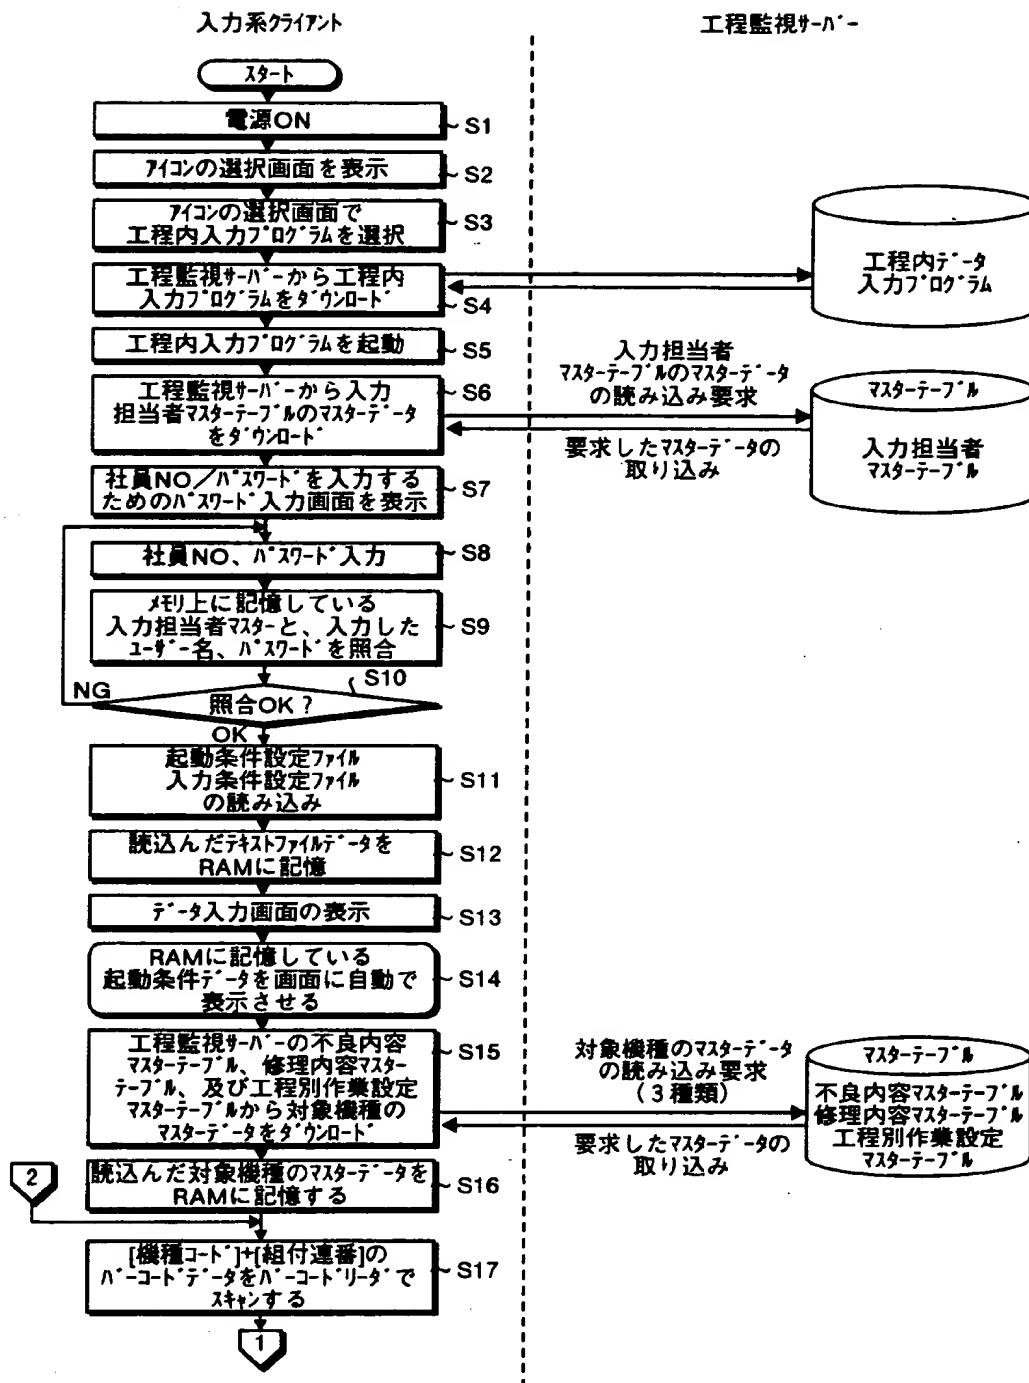 入力系クライアント
工程監視サーバー
スタート
電源ON
S1
アイコンの選択画面を表示
S2
アイコンの選択画面で
工程内入力プログラムを選択
S3
工程監視サーバーから工程内
入力プログラムをダウンロード
S4
工程内データ
入力プログラム
工程内入力プログラムを起動
S5
工程監視サーバーから入力
担当者マスターテーブルのマスターデータ
をダウンロード
S6
入力担当者
マスターテーブルのマスターデータ
の読み込み要求
要求したマスターデータの
取り込み
マスターテーブル
入力担当者
マスターテーブル
社員NO/パスワードを入力する
ためのパスワード入力画面を表示
S7
社員NO、パスワード入力
S8
メモリ上に記憶している
入力担当者マスターと、入力した
ユーザー名、パスワードを照合
S9
S10
NG
照合OK?
OK
起動条件設定ファイル
入力条件設定ファイル
の読み込み
S11
読込んだテキストファイルデータを
RAMに記憶
S12
データ入力画面の表示
S13
RAMに記憶している
起動条件データを画面に自動で
表示させる
S14
工程監視サーバーの不良内容
マスターテーブル、修理内容マスター
テーブル、及び工程別作業設定
マスターテーブルから対象機種の
マスターデータをダウンロード
S15
対象機種のマスターデータ
の読み込み要求
(3種類)
要求したマスターデータの
取り込み
マスターテーブル
不良内容マスターテーブル
修理内容マスターテーブル
工程別作業設定
マスターテーブル
2
読込んだ対象機種のマスターデータを
RAMに記憶する
S16
[機種コード]+[組付連番]の
バーコードデータをバーコードリーダで
スキャンする
S17
1